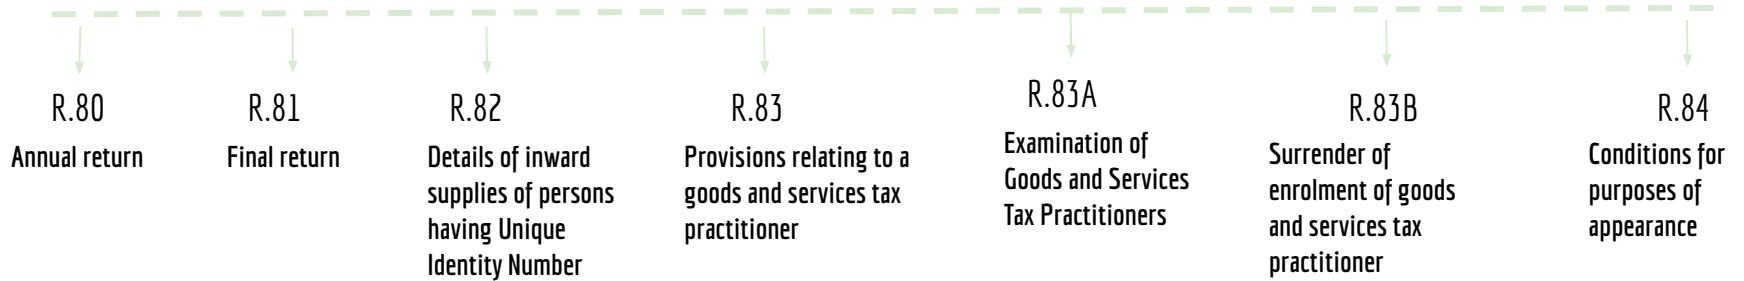 R.80
Annual return
R.81
Final return
R.82
Details of inward
supplies of persons
having Unique
Identity Number
R.83
Provisions relating to a
goods and services tax
practitioner
R.83A
Examination of
Goods and Services
Tax Practitioners
R.83B
Surrender of
enrolment of goods
and services tax
practitioner
R.84
Conditions for
purposes of
appearance